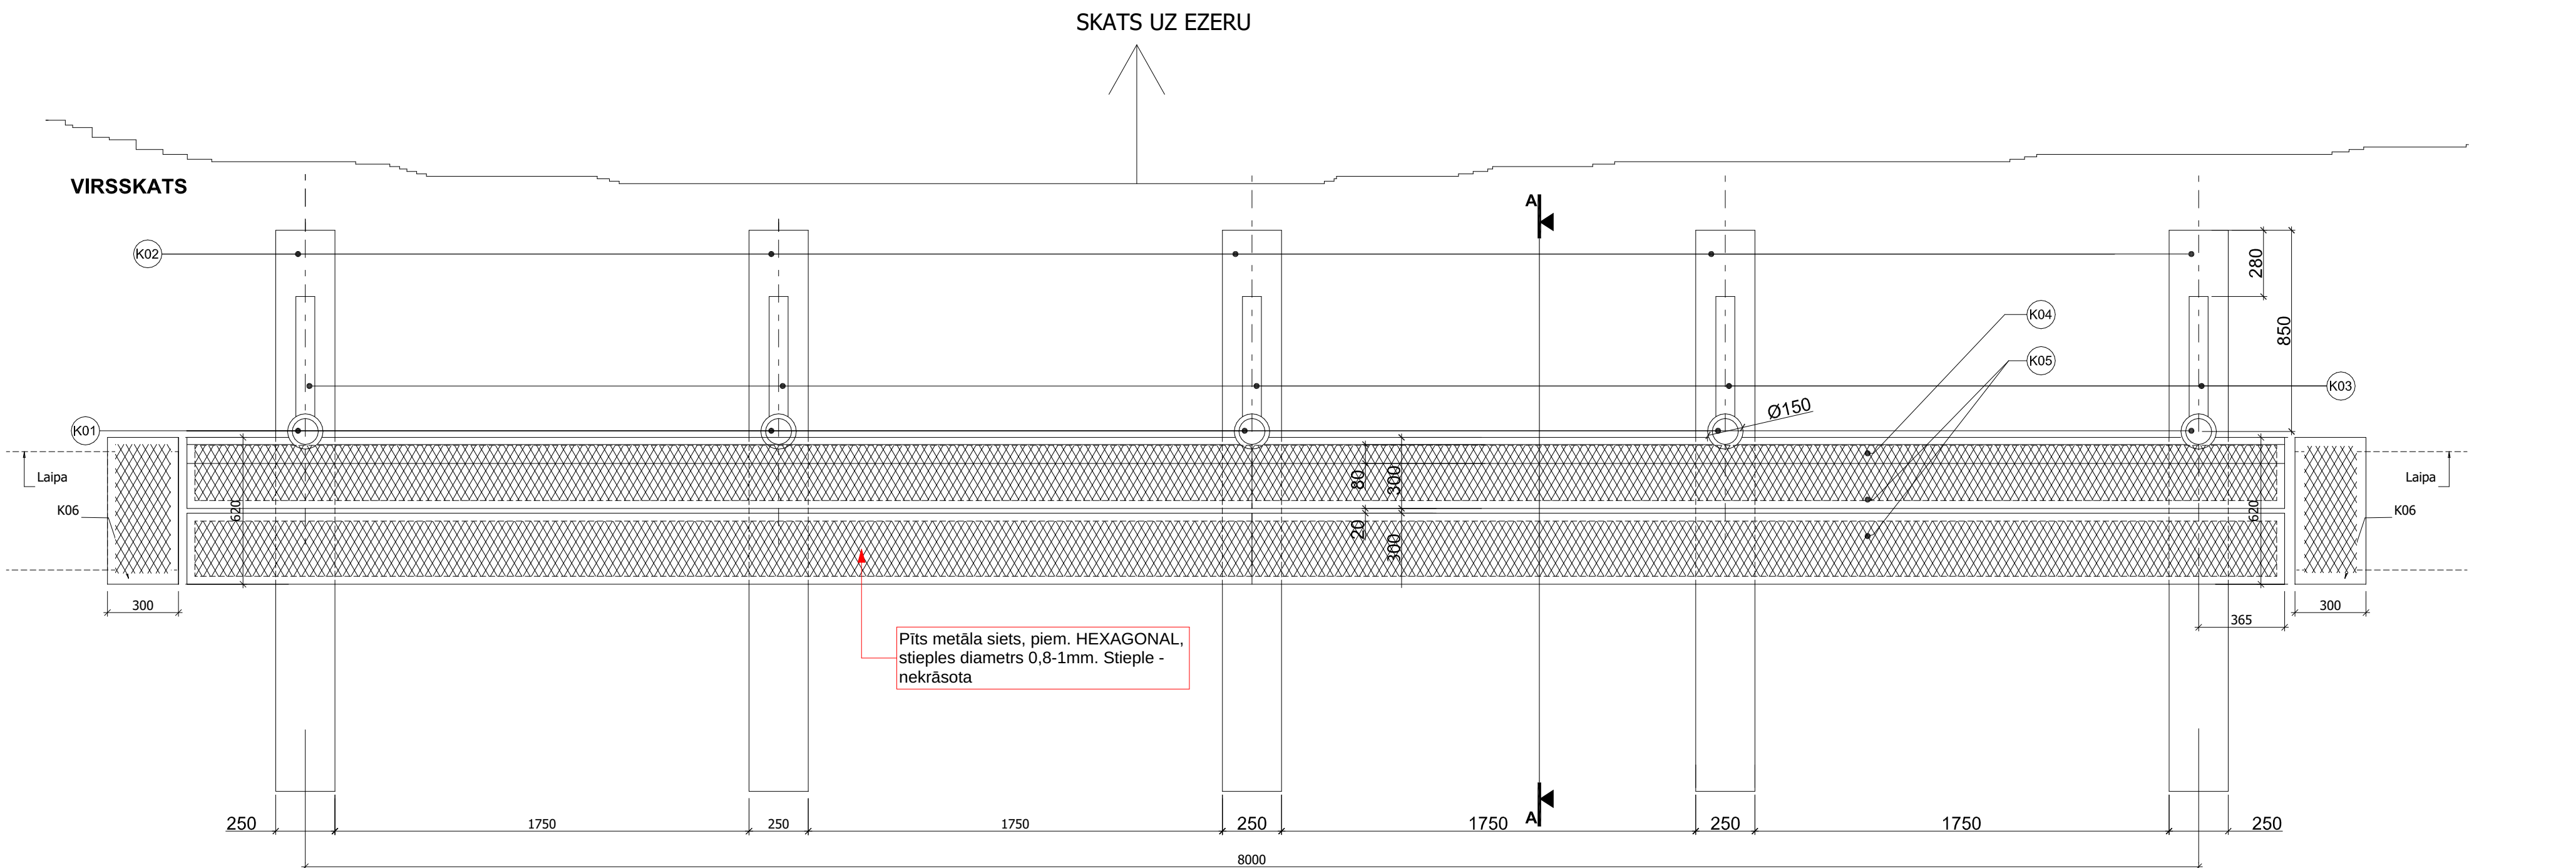 SKATS UZ EZERU
VIRSSKATS
A
K02
280
K04
850
K05
K03
Ø150
K01
Laipa
80
300
Laipa
K06
620
620
K06
20
300
300
300
365
Pīts metāla siets, piem. HEXAGONAL,
stieples diametrs 0,8-1mm. Stieple -
nekrāsota
A
250
1750
250
1750
250
1750
250
1750
250
8000